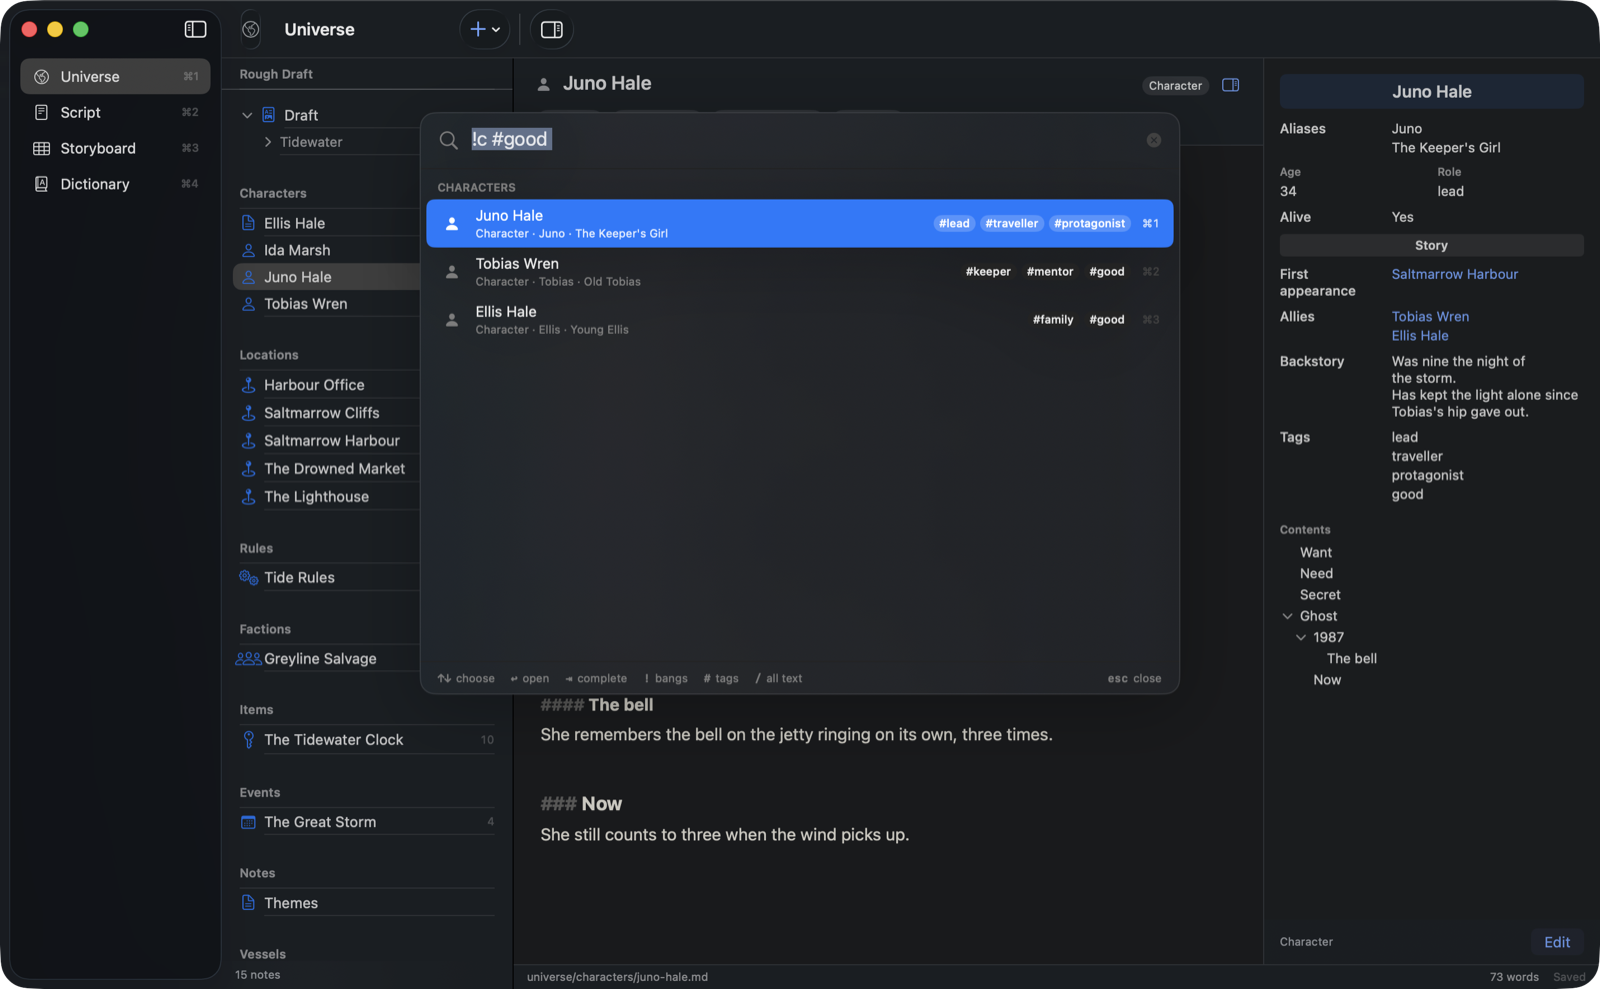 Universe ⌘1
Script ⌘2
Storyboard ⌘3
Dictionary ⌘4
Universe
Rough Draft
Draft
Tidewater
Characters
Ellis Hale
Ida Marsh
Juno Hale
Tobias Wren
Locations
Harbour Office
Saltmarrow Cliffs
Saltmarrow Harbour
The Drowned Market
The Lighthouse
Rules
Tide Rules
Factions
Greyline Salvage
Items
The Tidewater Clock 10
Events
The Great Storm 4
Notes
Themes
Vessels
15 notes
Juno Hale
Character
!c #good
CHARACTERS
Juno Hale
Character · Juno · The Keeper's Girl
#lead #traveller #protagonist ⌘1
Tobias Wren
Character · Tobias · Old Tobias
#keeper #mentor #good ⌘2
Ellis Hale
Character · Ellis · Young Ellis
#family #good ⌘3
↑↓ choose ↵ open ⇥ complete ! bangs # tags / all text esc close
#### The bell
She remembers the bell on the jetty ringing on its own, three times.
### Now
She still counts to three when the wind picks up.
universe/characters/juno-hale.md
73 words Saved
Juno Hale
Aliases Juno
The Keeper's Girl
Age Role
34 lead
Alive Yes
Story
First appearance Saltmarrow Harbour
Allies Tobias Wren
Ellis Hale
Backstory Was nine the night of
the storm.
Has kept the light alone since
Tobias's hip gave out.
Tags lead
traveller
protagonist
good
Contents
Want
Need
Secret
Ghost
1987
The bell
Now
Character Edit